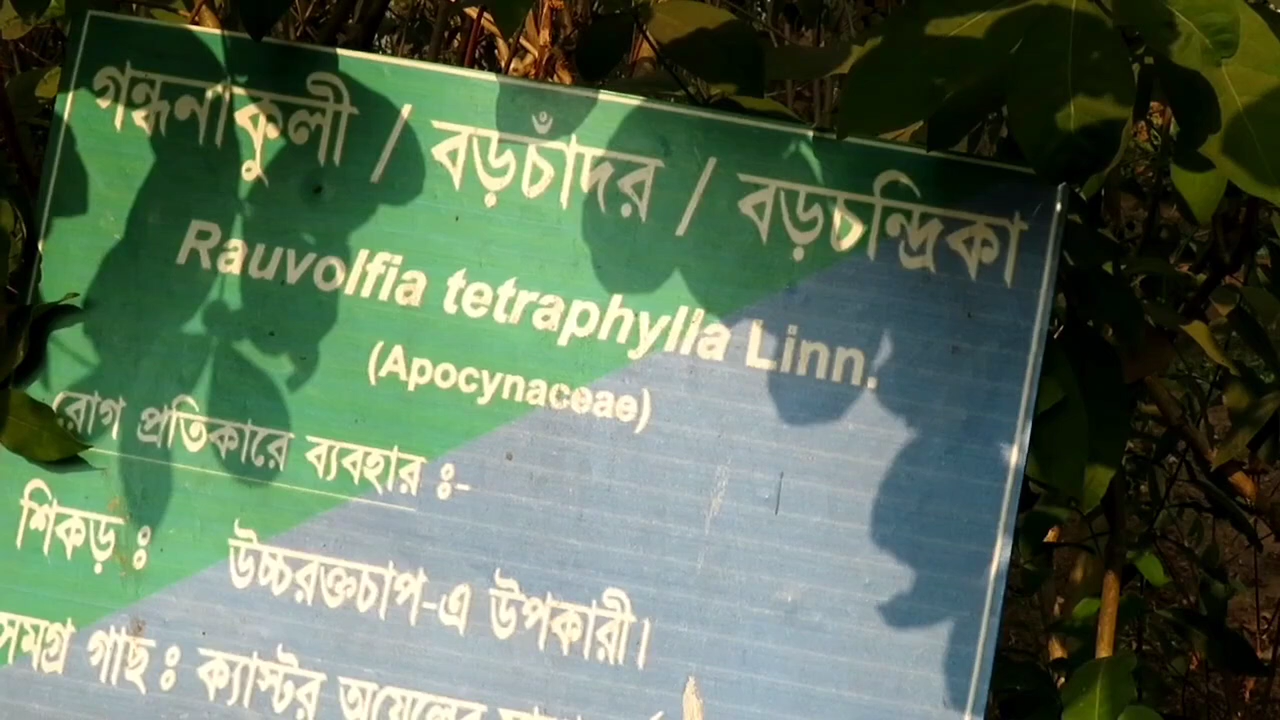 গন্ধনাকুলী / বড়চাঁদর / বড়চন্দ্রিকা
Rauvolfia tetraphylla Linn.
(Apocynaceae)
রোগ প্রতিকারে ব্যবহার ঃ-
শিকড় ঃ উচ্চরক্তচাপ-এ উপকারী।
সমগ্র গাছ ঃ ক্যাস্টর অয়েলের